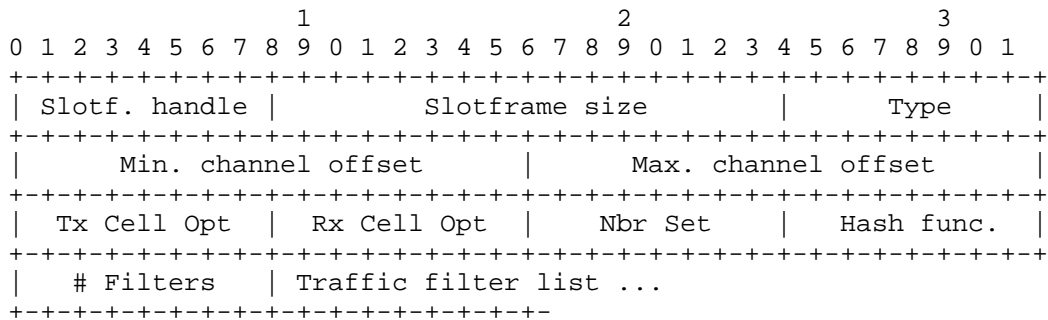 1                   2                   3
0 1 2 3 4 5 6 7 8 9 0 1 2 3 4 5 6 7 8 9 0 1 2 3 4 5 6 7 8 9 0 1
+-+-+-+-+-+-+-+-+-+-+-+-+-+-+-+-+-+-+-+-+-+-+-+-+-+-+-+-+-+-+-+-+
| Slotf. handle |        Slotframe size         |     Type      |
+-+-+-+-+-+-+-+-+-+-+-+-+-+-+-+-+-+-+-+-+-+-+-+-+-+-+-+-+-+-+-+-+
|      Min. channel offset      |      Max. channel offset      |
+-+-+-+-+-+-+-+-+-+-+-+-+-+-+-+-+-+-+-+-+-+-+-+-+-+-+-+-+-+-+-+-+
|  Tx Cell Opt  |  Rx Cell Opt  |    Nbr Set    |   Hash func.  |
+-+-+-+-+-+-+-+-+-+-+-+-+-+-+-+-+-+-+-+-+-+-+-+-+-+-+-+-+-+-+-+-+
|   # Filters   | Traffic filter list ...
+-+-+-+-+-+-+-+-+-+-+-+-+-+-+-+-+-